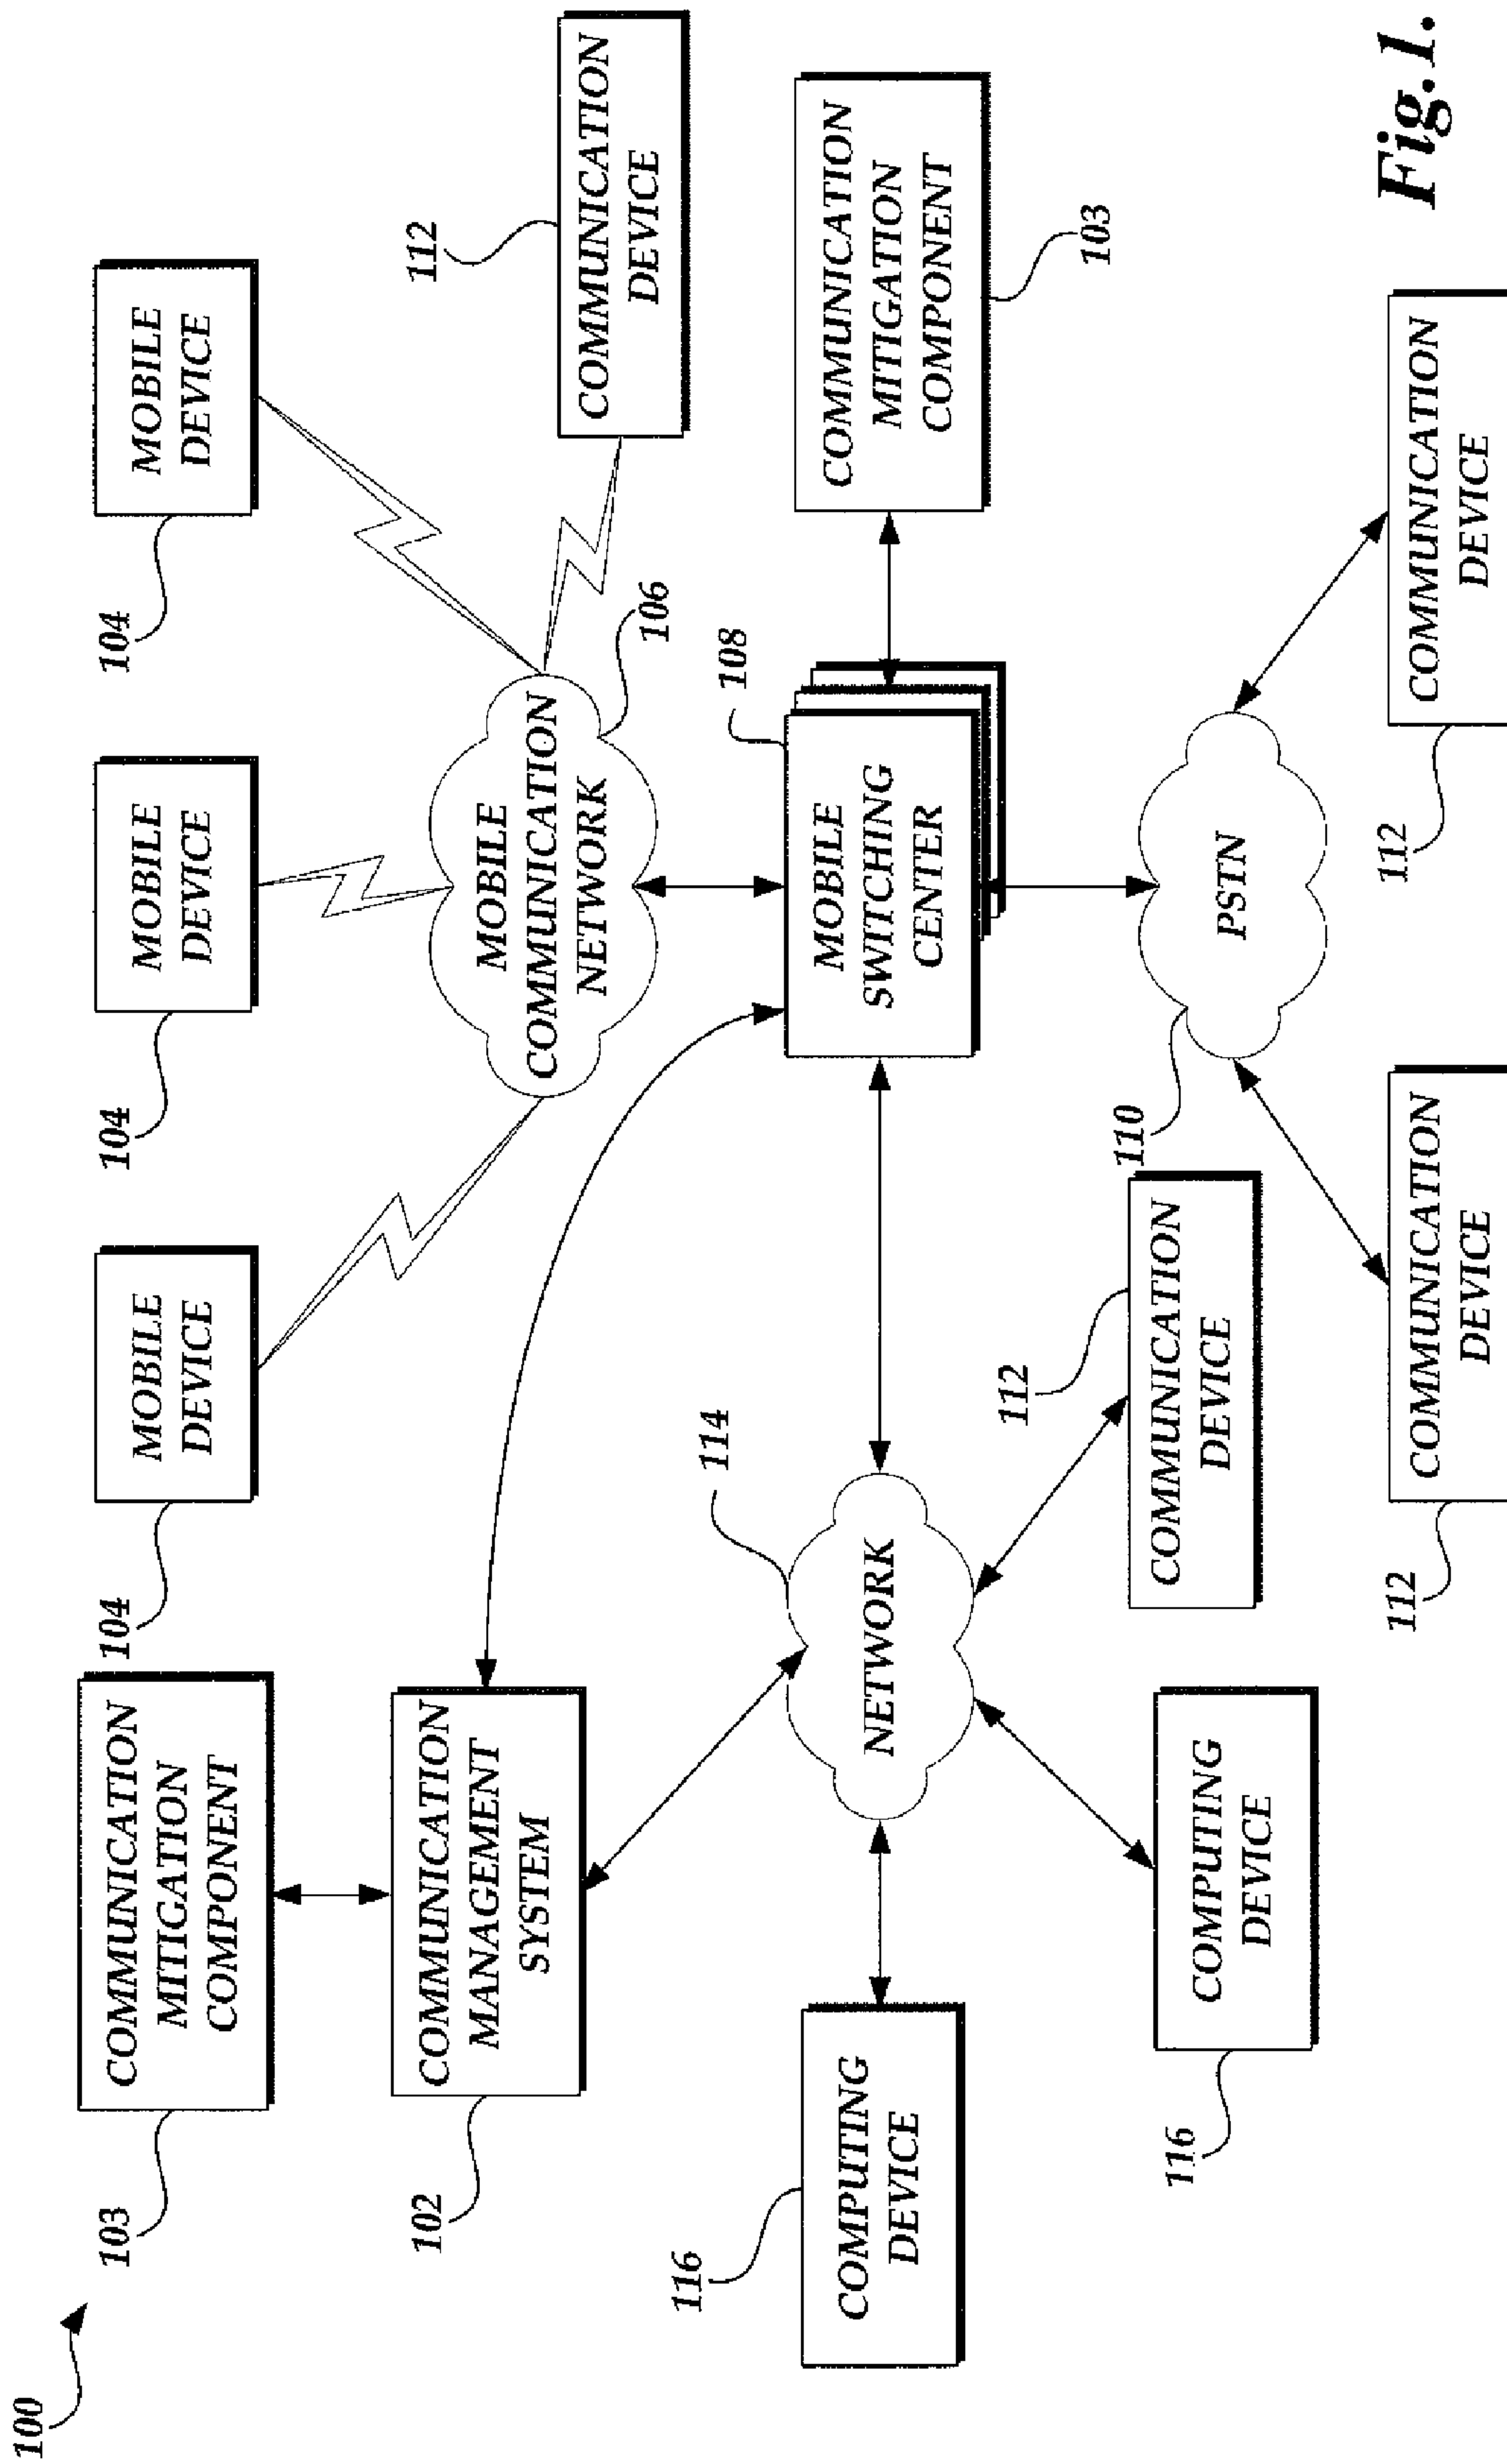 100
103
COMMUNICATION
MITIGATION
COMPONENT
104
MOBILE
DEVICE
104
MOBILE
DEVICE
104
MOBILE
DEVICE
102
COMMUNICATION
MANAGEMENT
SYSTEM
MOBILE
COMMUNICATION
NETWORK
106
112
COMMUNICATION
DEVICE
116
COMPUTING
DEVICE
114
NETWORK
108
MOBILE
SWITCHING
CENTER
COMMUNICATION
MITIGATION
COMPONENT
103
116
COMPUTING
DEVICE
112
COMMUNICATION
DEVICE
110
PSTN
112
COMMUNICATION
DEVICE
112
COMMUNICATION
DEVICE
Fig.1.